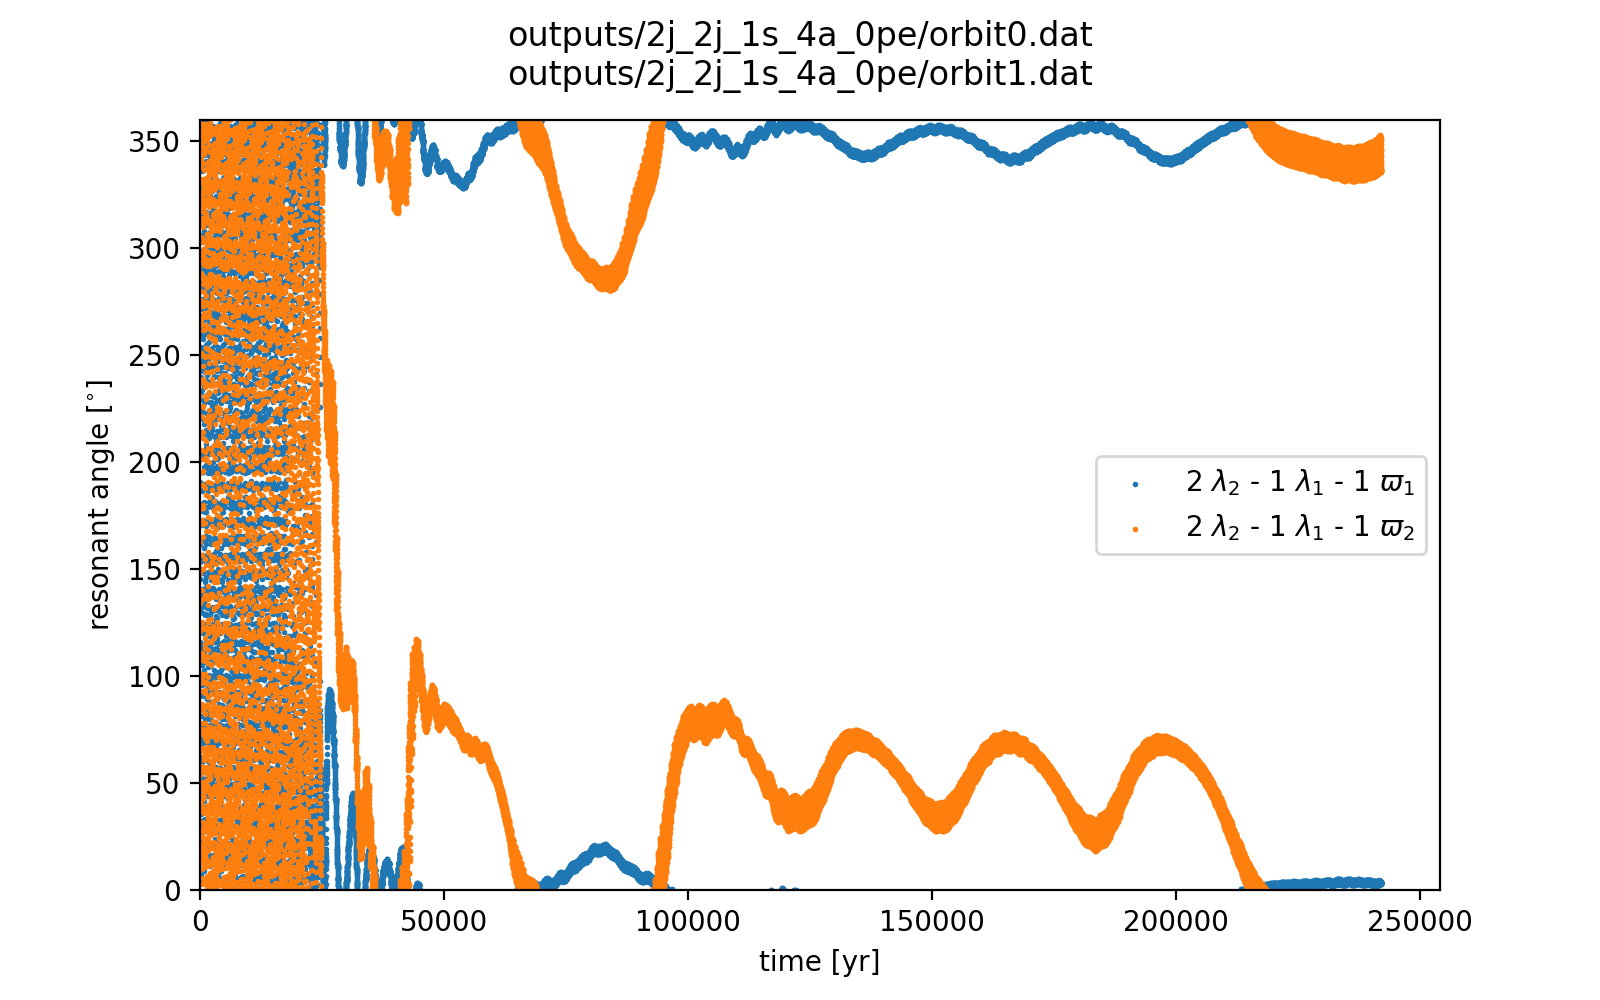 outputs/2j_2j_1s_4a_0pe/orbit0.dat
outputs/2j_2j_1s_4a_0pe/orbit1.dat
350
300
250
200
150
100
50
0
resonant angle [°]
2 λ₂ - 1 λ₁ - 1 ϖ₁
2 λ₂ - 1 λ₁ - 1 ϖ₂
0 50000 100000 150000 200000 250000
time [yr]